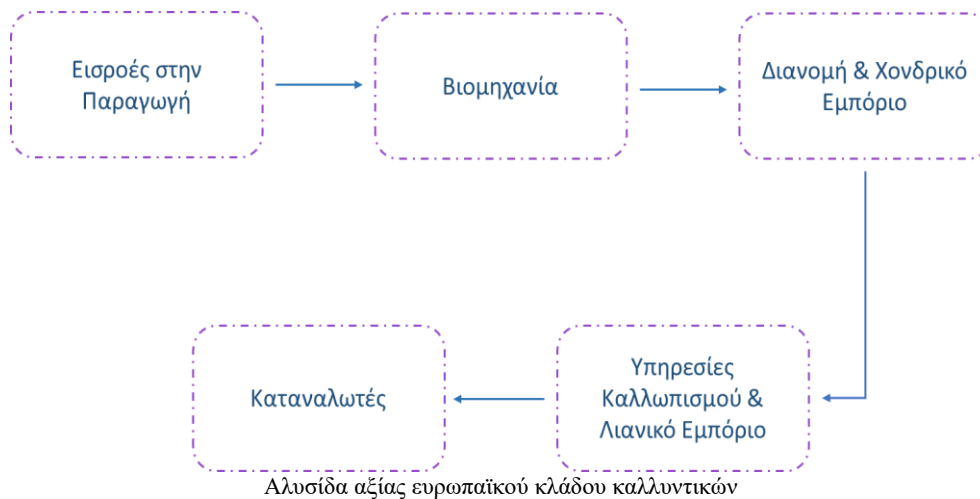 Εισροές στην
Παραγωγή
Βιομηχανία
Διανομή & Χονδρικό
Εμπόριο
Υπηρεσίες
Καλλωπισμού &
Λιανικό Εμπόριο
Καταναλωτές
Αλυσίδα αξίας ευρωπαϊκού κλάδου καλλυντικών